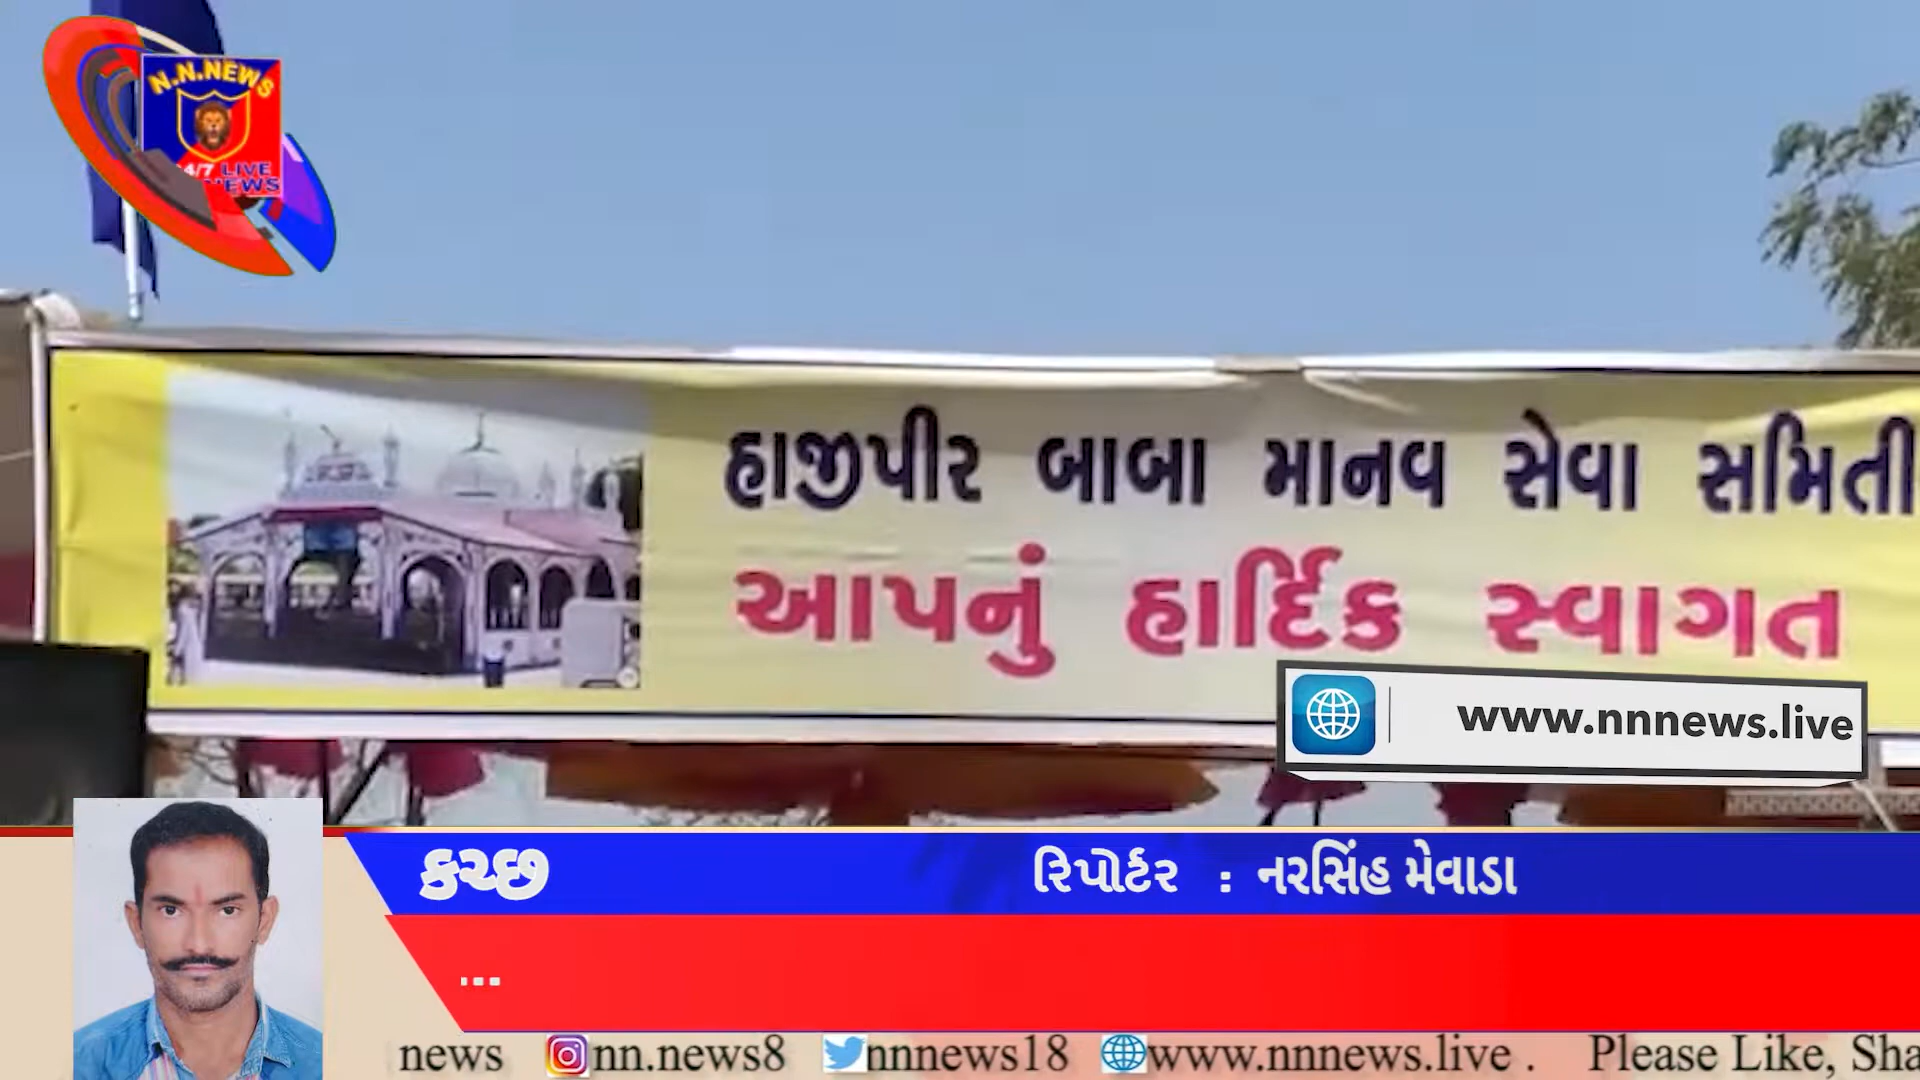 N.N.NEWS
24/7 LIVE
NEWS
હાજીપીર બાબા માનવ સેવા સમિતી
આપનું હાર્દિક સ્વાગત
www.nnnews.live
કચ્છ
રિપોર્ટર : નરસિંહ મેવાડા
...
news nn.news8 nnnews18 www.nnnews.live . Please Like, Sha